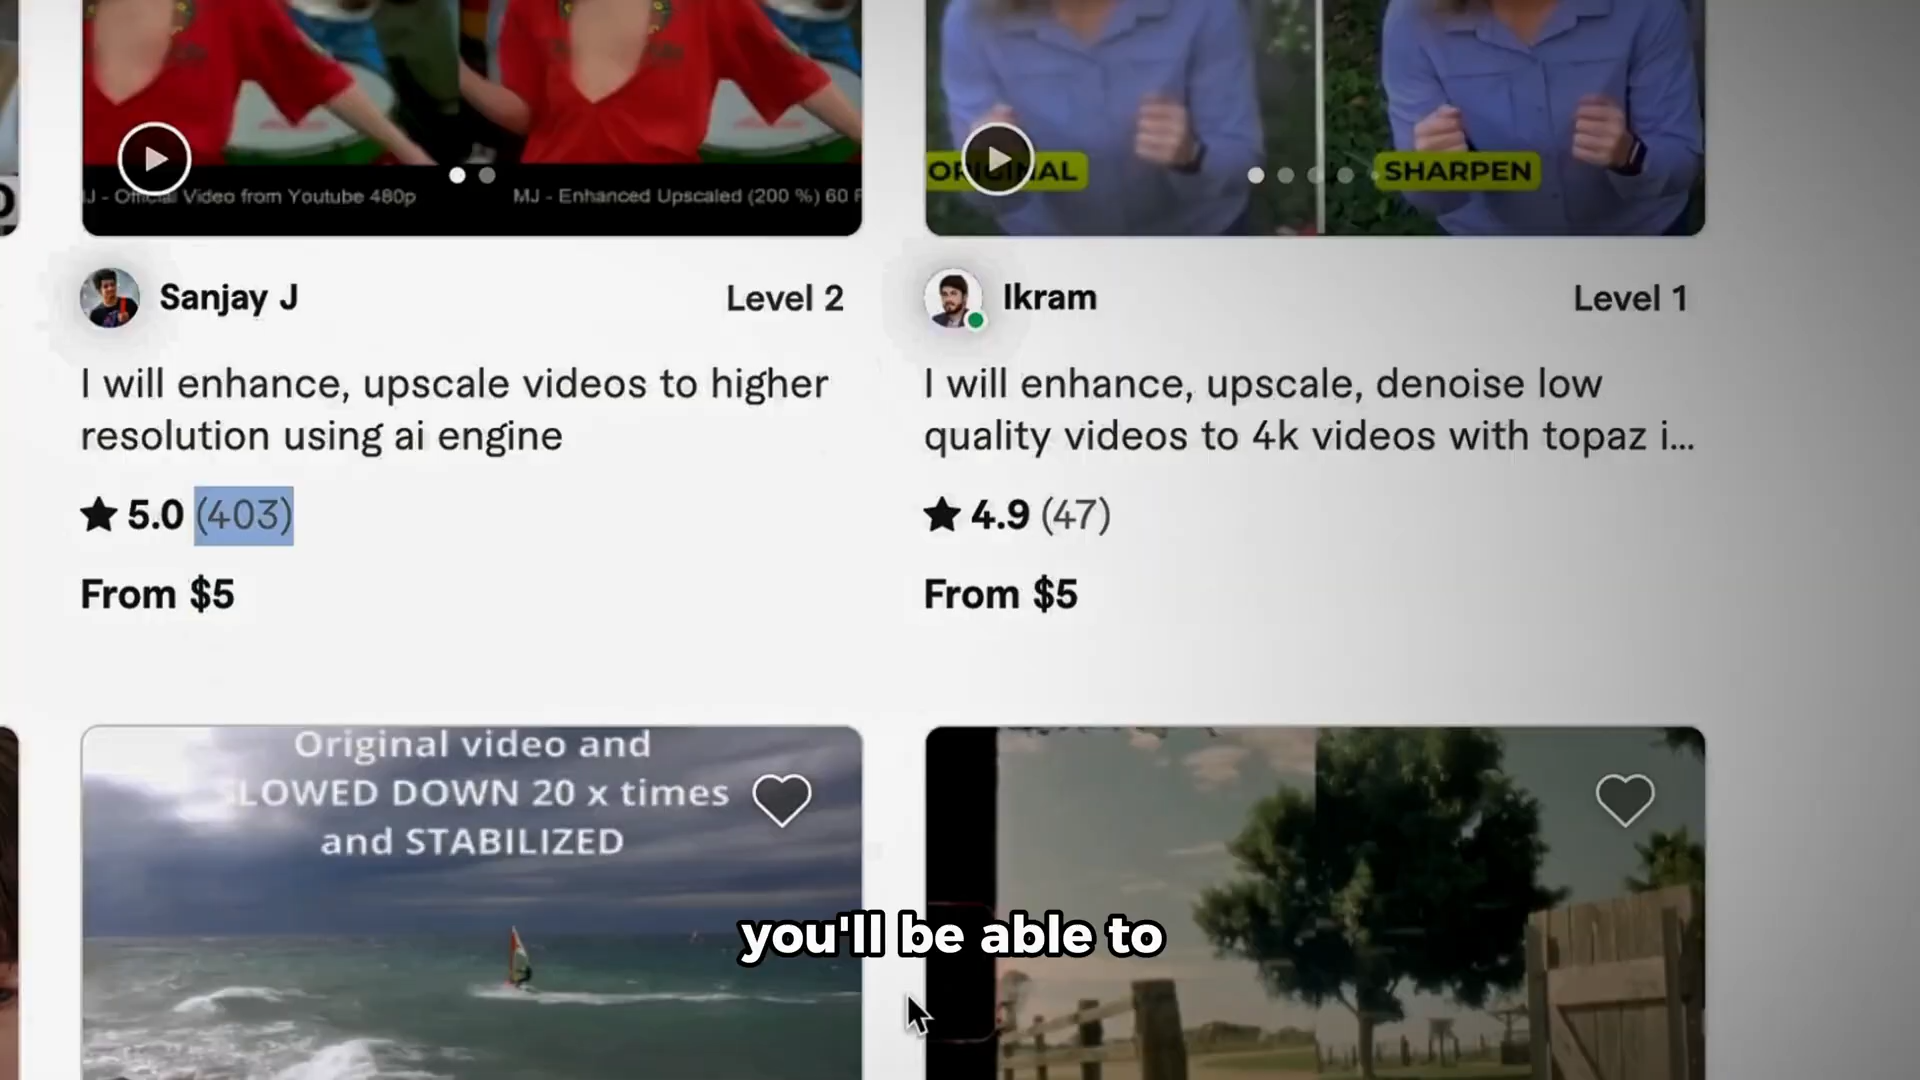 ORIGINAL
SHARPEN
Video from Youtube 480p
MJ - Enhanced Upscaled (200 %) 60
Sanjay J
Level 2
I will enhance, upscale videos to higher
resolution using ai engine
5.0 (403)
From $5
Ikram
Level 1
I will enhance, upscale, denoise low
quality videos to 4k videos with topaz i...
4.9 (47)
From $5
Original video and
LOWED DOWN 20 x times
and STABILIZED
you'll be able to